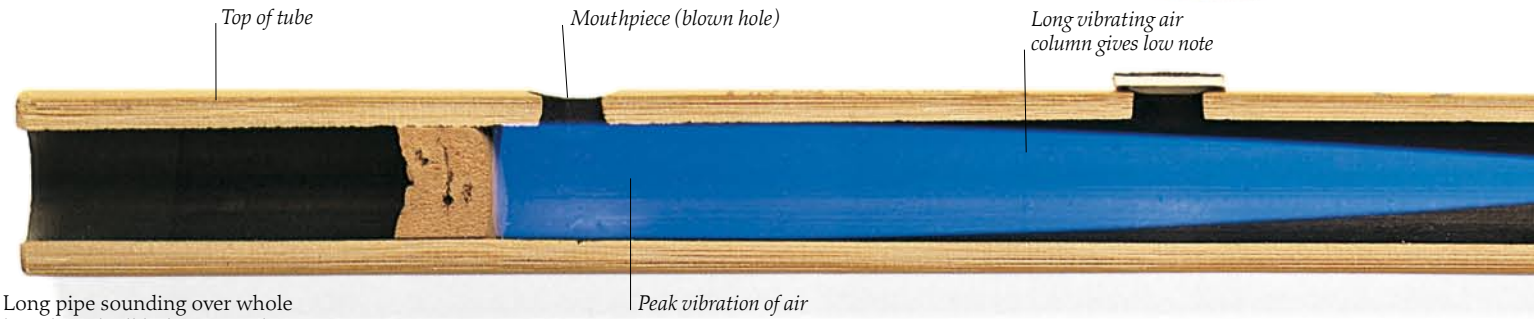 Top of tube
Mouthpiece (blown hole)
Long vibrating air
column gives low note
Long pipe sounding over whole
Peak vibration of air